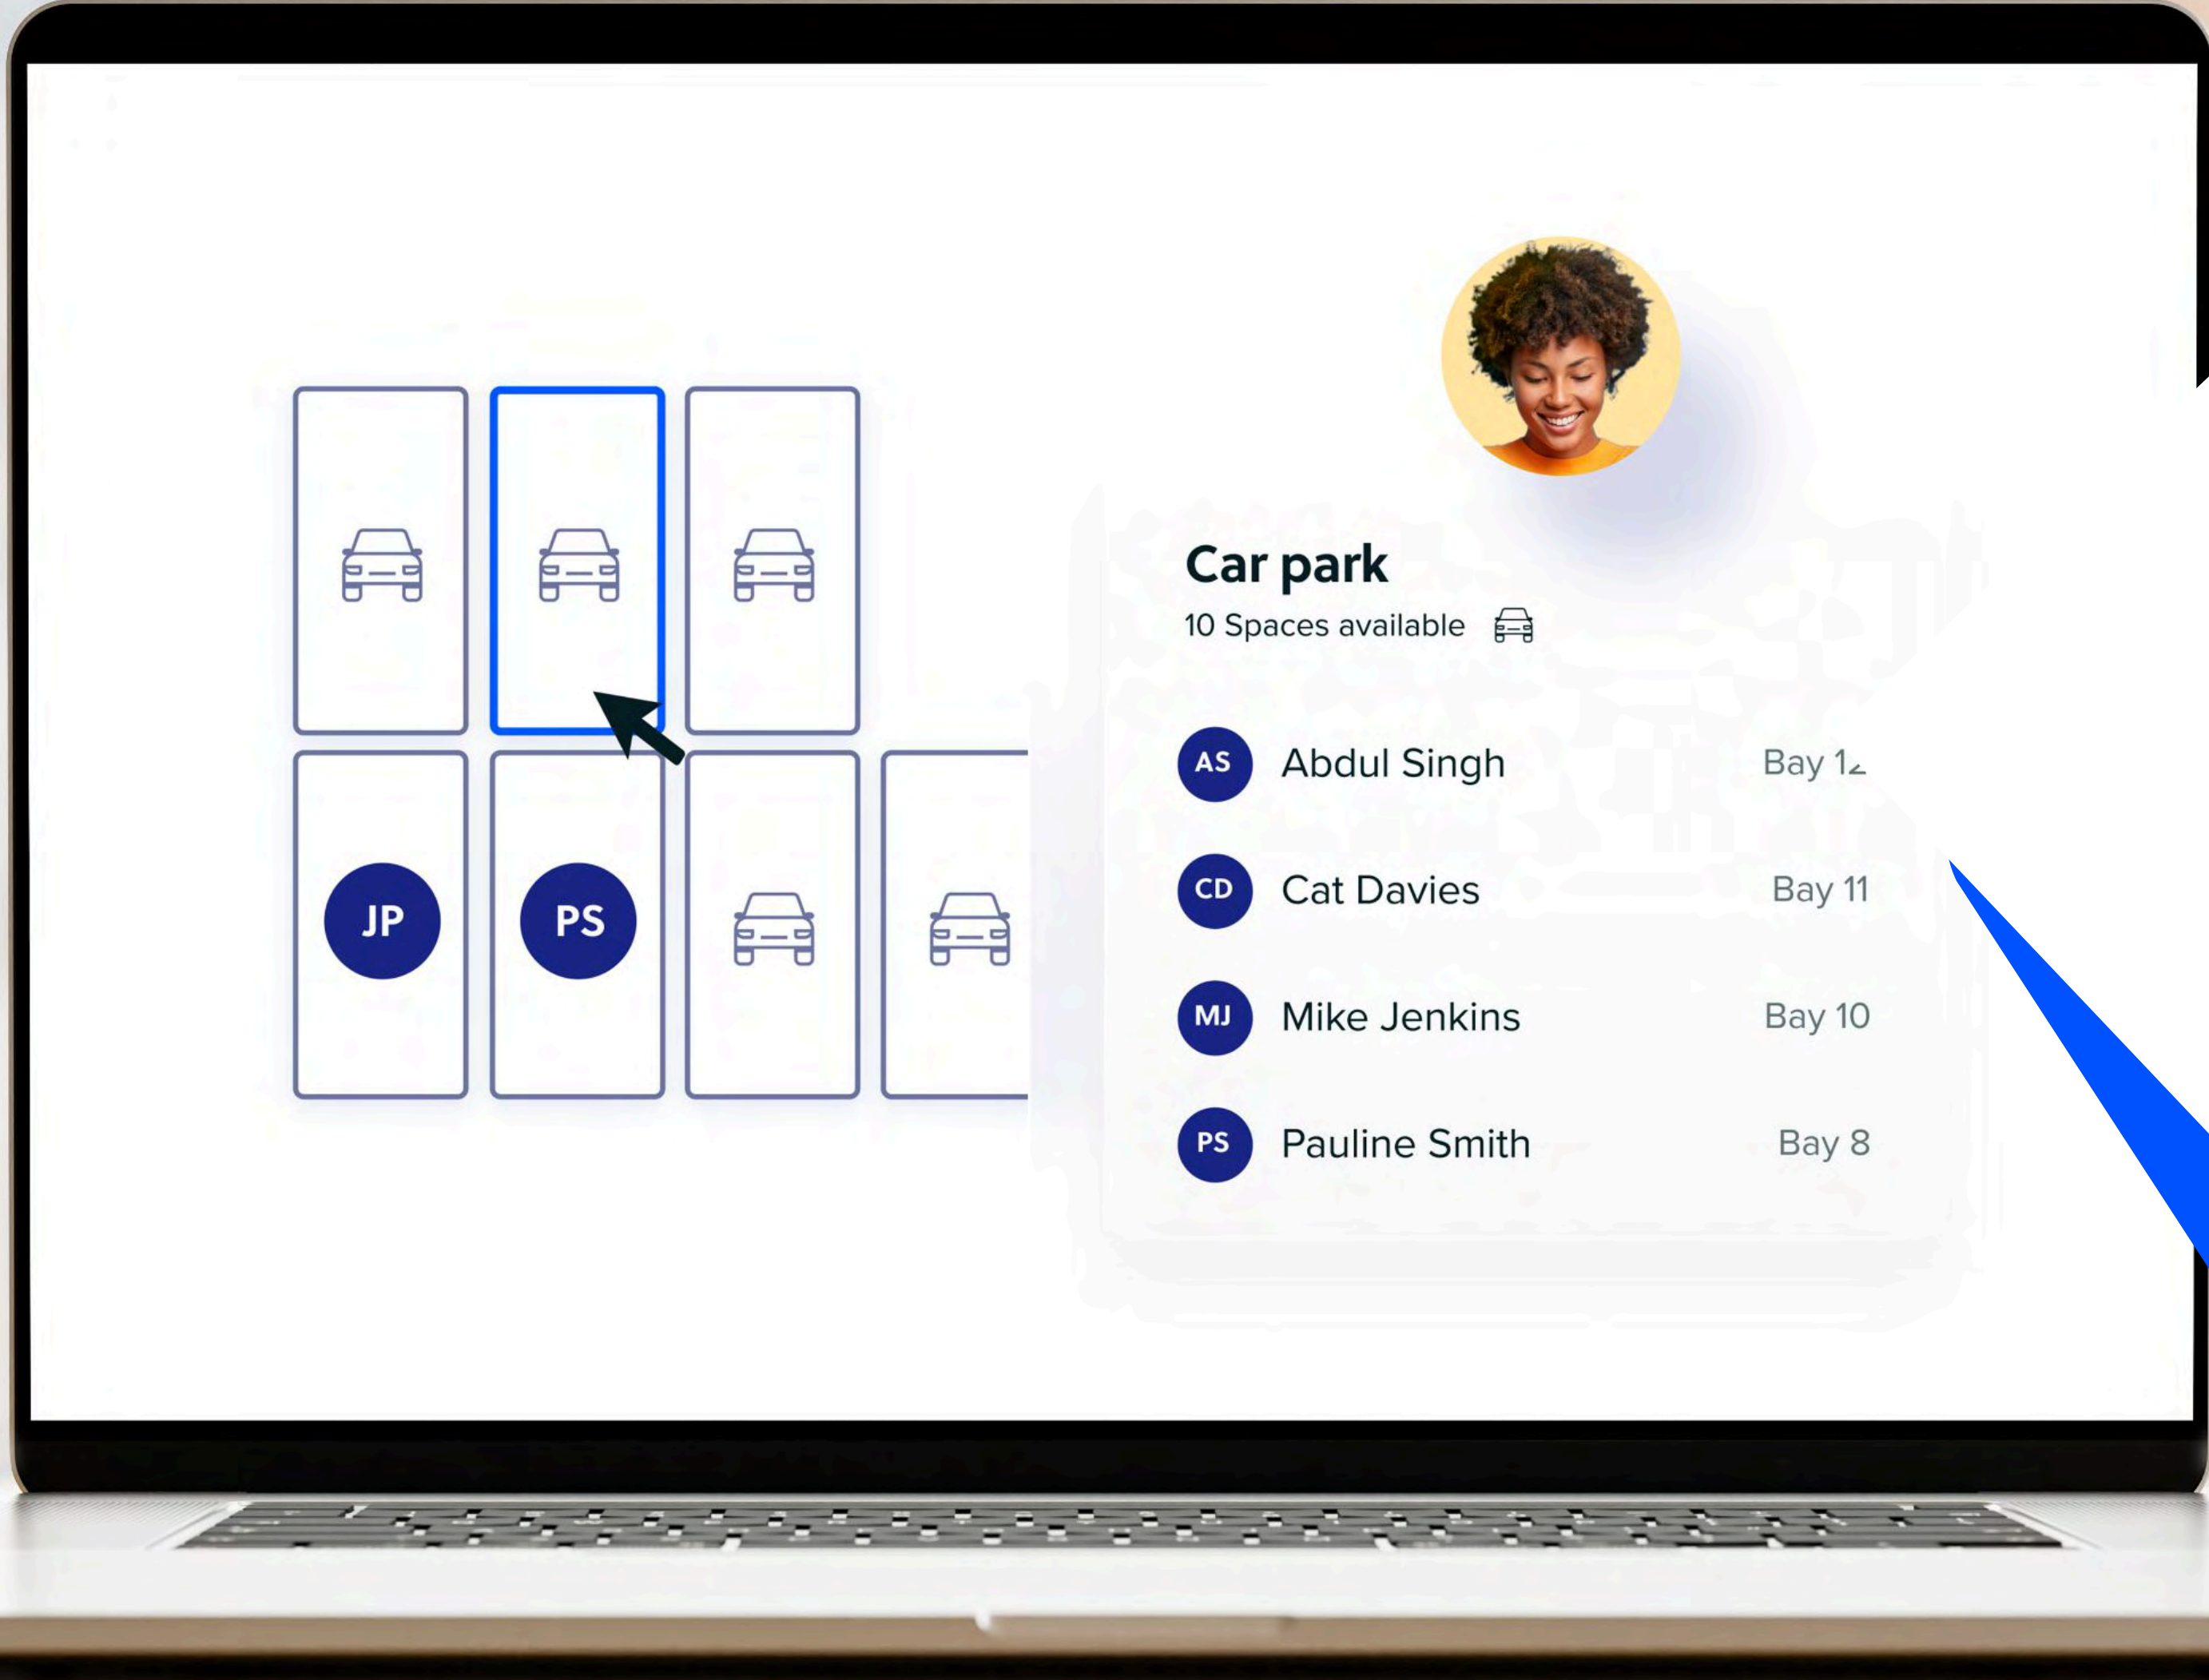 JP
PS
Car park
10 Spaces available
AS Abdul Singh Bay
CD Cat Davies Bay 11
MJ Mike Jenkins Bay 10
PS Pauline Smith Bay 8